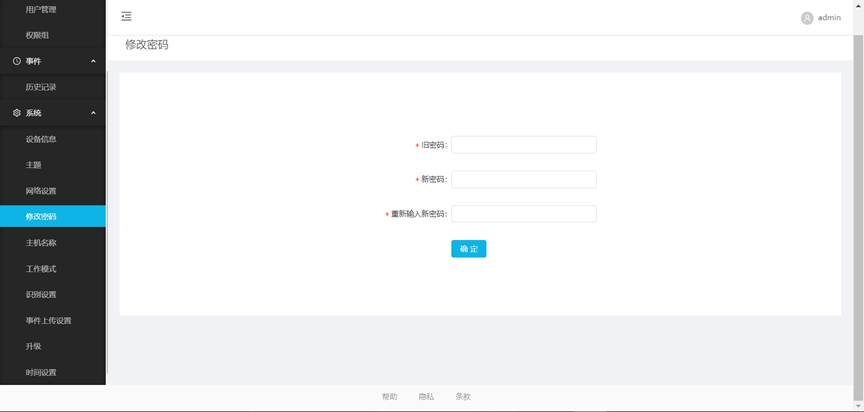 用户管理
权限组
事件
历史记录
系统
设备信息
主题
网络设置
修改密码
主机名称
工作模式
识别设置
事件上传设置
升级
时间设置
admin
修改密码
* 旧密码:
* 新密码:
* 重新输入新密码:
确 定
帮助
隐私
条款